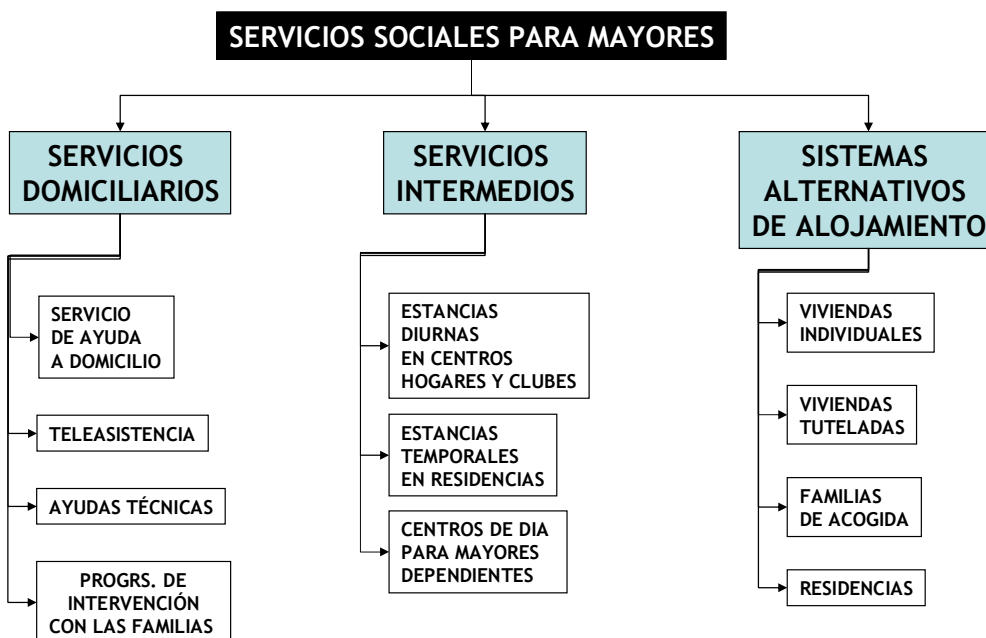 SERVICIOS SOCIALES PARA MAYORES
SERVICIOS
DOMICILIARIOS
SERVICIO
DE AYUDA
A DOMICILIO
TELEASISTENCIA
AYUDAS TÉCNICAS
PROGRS. DE
INTERVENCIÓN
CON LAS FAMILIAS
SERVICIOS
INTERMEDIOS
ESTANCIAS
DIURNAS
EN CENTROS
HOGARES Y CLUBES
ESTANCIAS
TEMPORALES
EN RESIDENCIAS
CENTROS DE DIA
PARA MAYORES
DEPENDIENTES
SISTEMAS
ALTERNATIVOS
DE ALOJAMIENTO
VIVIENDAS
INDIVIDUALES
VIVIENDAS
TUTELADAS
FAMILIAS
DE ACOGIDA
RESIDENCIAS